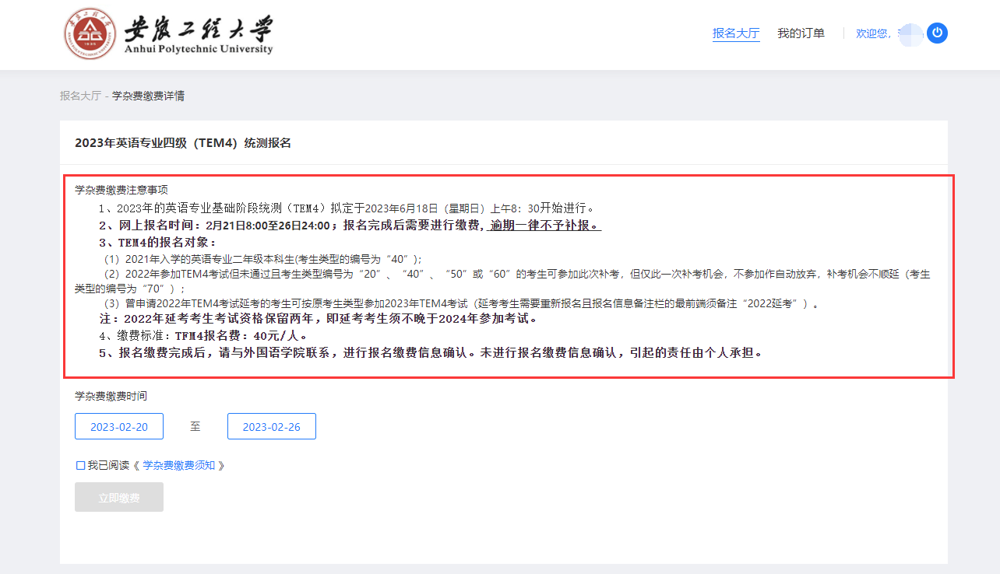 安徽工程大学
Anhui Polytechnic University
报名大厅 我的订单 欢迎您,
报名大厅 - 学杂费缴费详情
2023年英语专业四级（TEM4）统测报名
学杂费缴费注意事项
1、2023年的英语专业基础阶段统测（TEM4）拟定于2023年6月18日（星期日）上午8：30开始进行。
2、网上报名时间：2月21日8:00至26日24:00；报名完成后需要进行缴费, 逾期一律不予补报。
3、TEM4的报名对象：
（1）2021年入学的英语专业二年级本科生(考生类型的编号为“40”)；
（2）2022年参加TEM4考试但未通过且考生类型编号为“20”、“40”、“50”或“60”的考生可参加此次补考，但仅此一次补考机会，不参加作自动放弃，补考机会不顺延（考生
类型的编号为“70”）；
（3）曾申请2022年TEM4考试延考的考生可按原考生类型参加2023年TEM4考试（延考考生需要重新报名且报名信息备注栏的最前端须备注“2022延考”）。
注：2022年延考考生考试资格保留两年，即延考考生须不晚于2024年参加考试。
4、缴费标准：TFM4报名费：40元/人。
5、报名缴费完成后，请与外国语学院联系，进行报名缴费信息确认。未进行报名缴费信息确认，引起的责任由个人承担。
学杂费缴费时间
2023-02-20 至 2023-02-26
我已阅读《 学杂费缴费须知 》
立即缴费